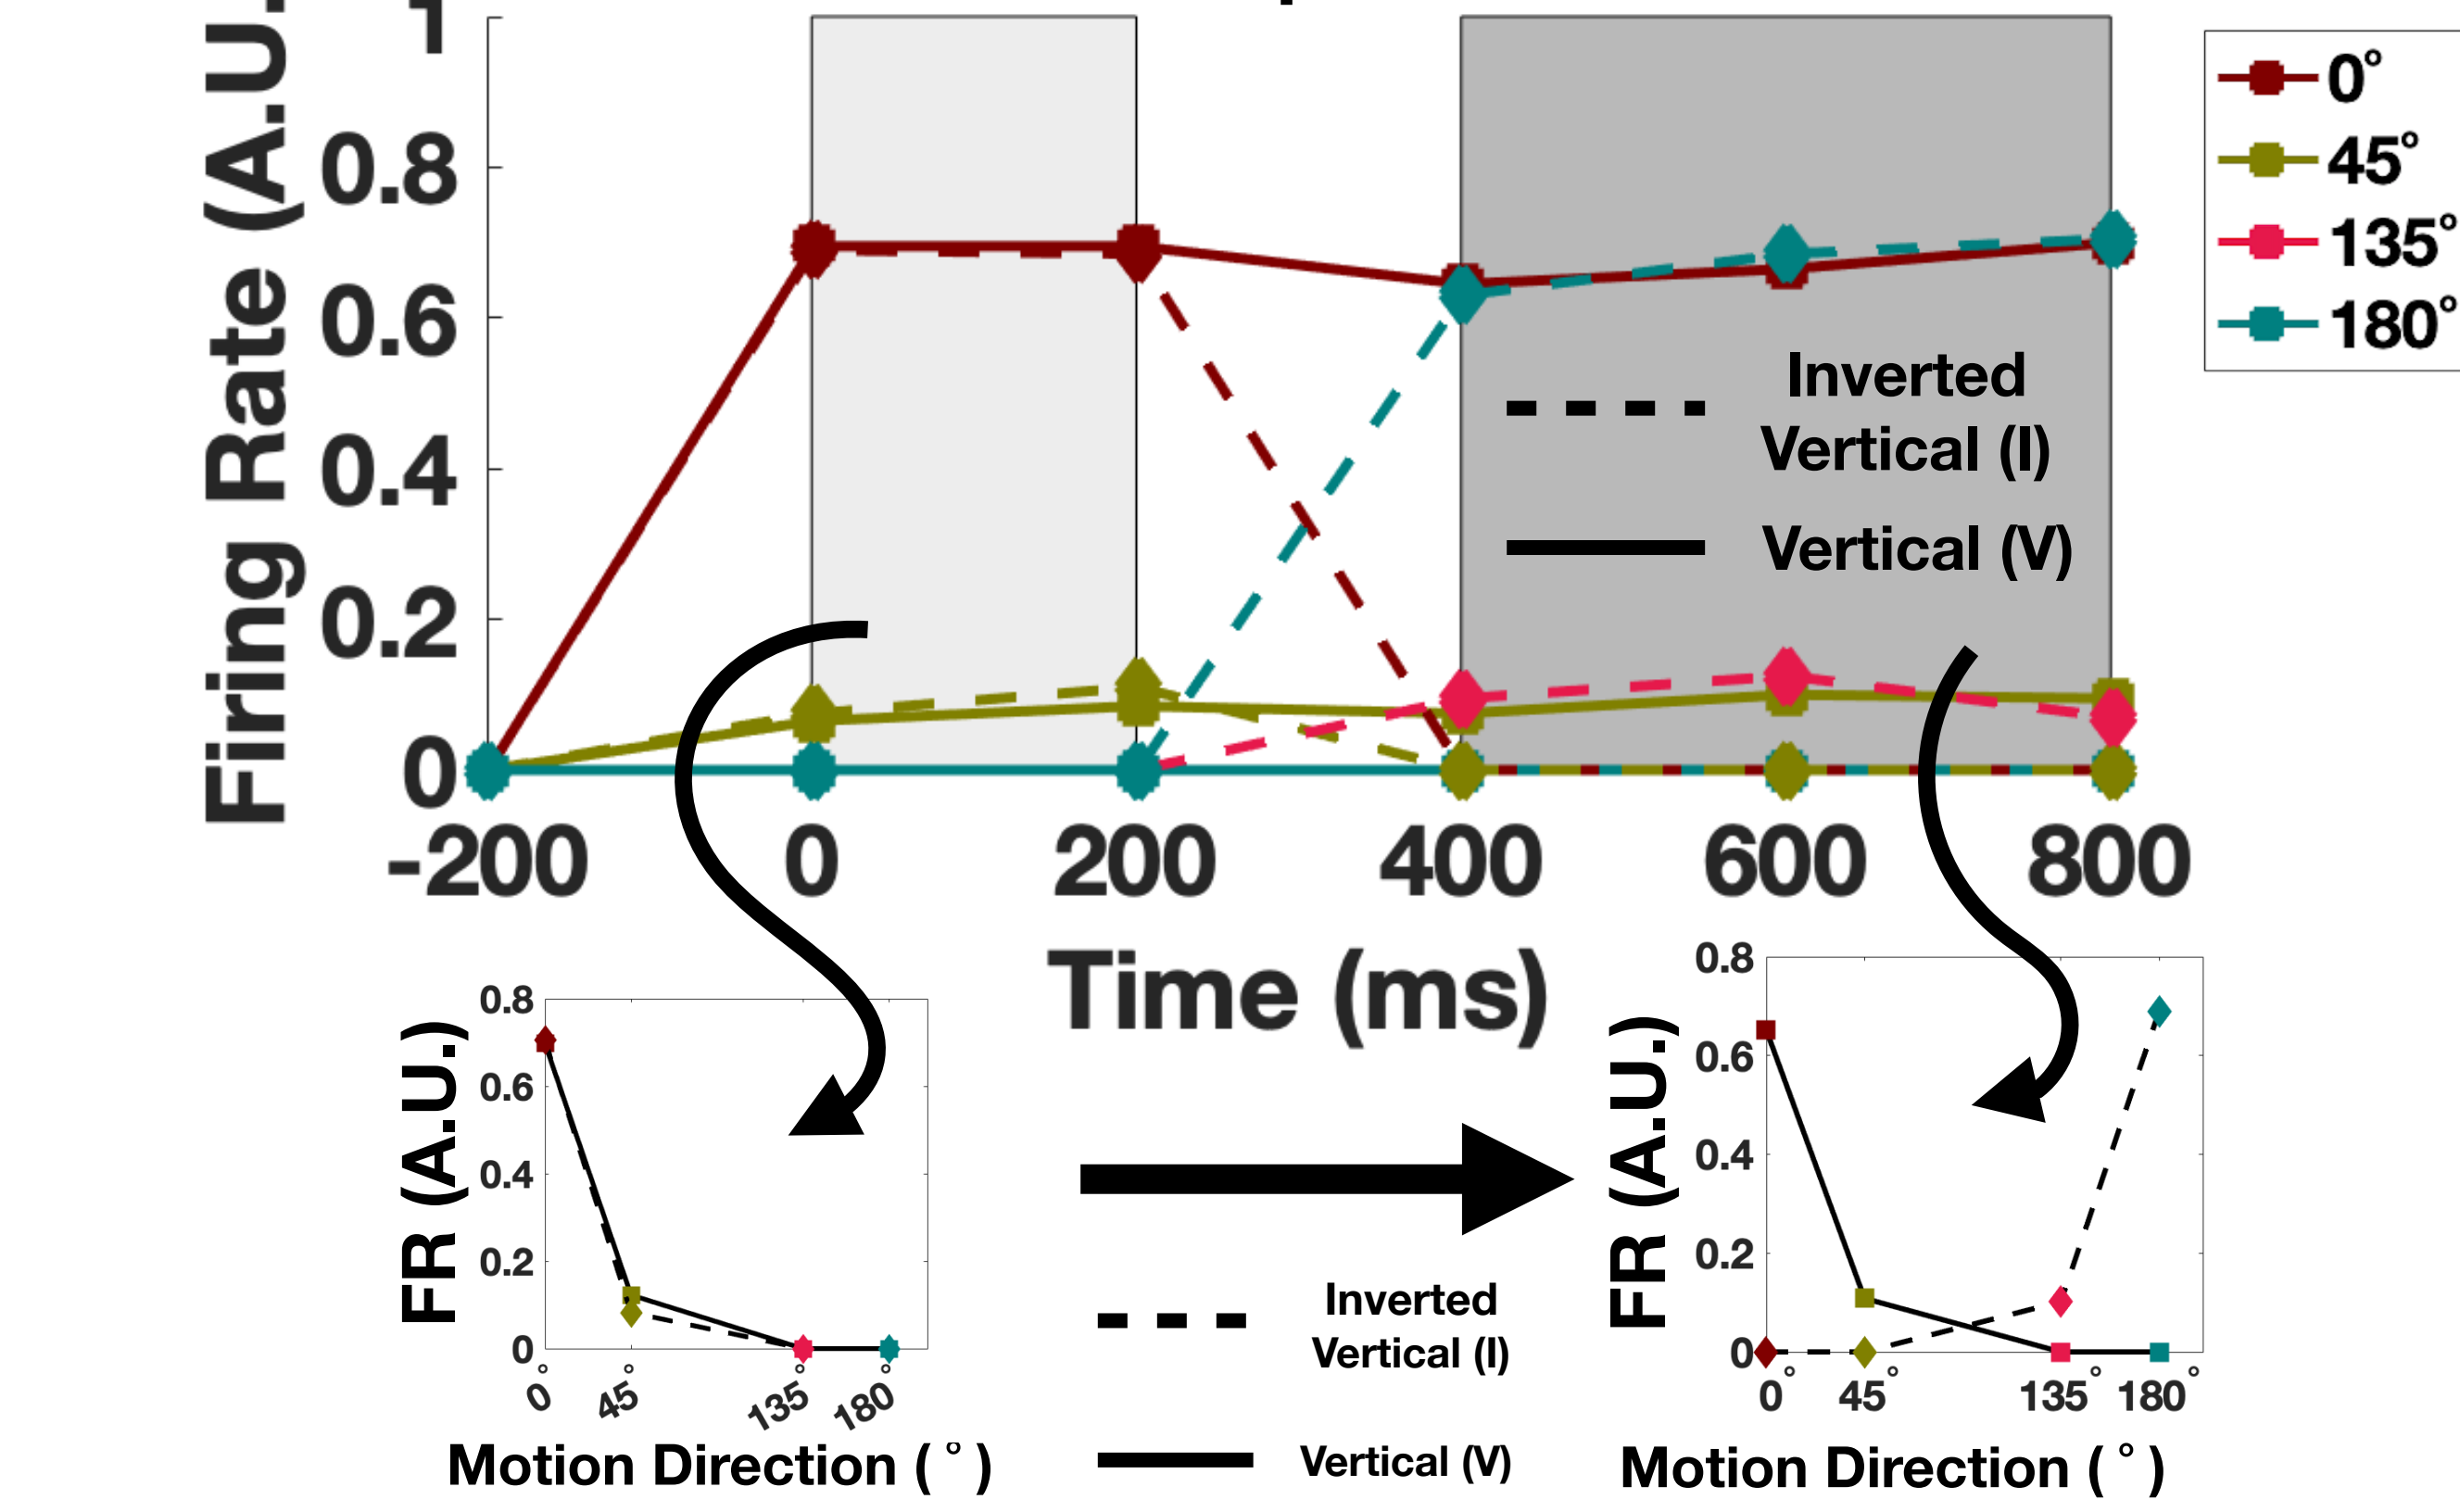 Firing Rate (A.U.
1
0.8
0.6
0.4
0.2
0
-200 0 200 400 600 800
Time (ms)
0°
45°
135°
180°
Inverted
Vertical (I)
Vertical (V)
FR (A.U.)
0.8
0.6
0.4
0.2
0
0° 45° 135° 180°
Motion Direction (°)
Inverted
Vertical (I)
Vertical (V)
FR (A.U.)
0.8
0.6
0.4
0.2
0
0° 45° 135° 180°
Motion Direction (°)